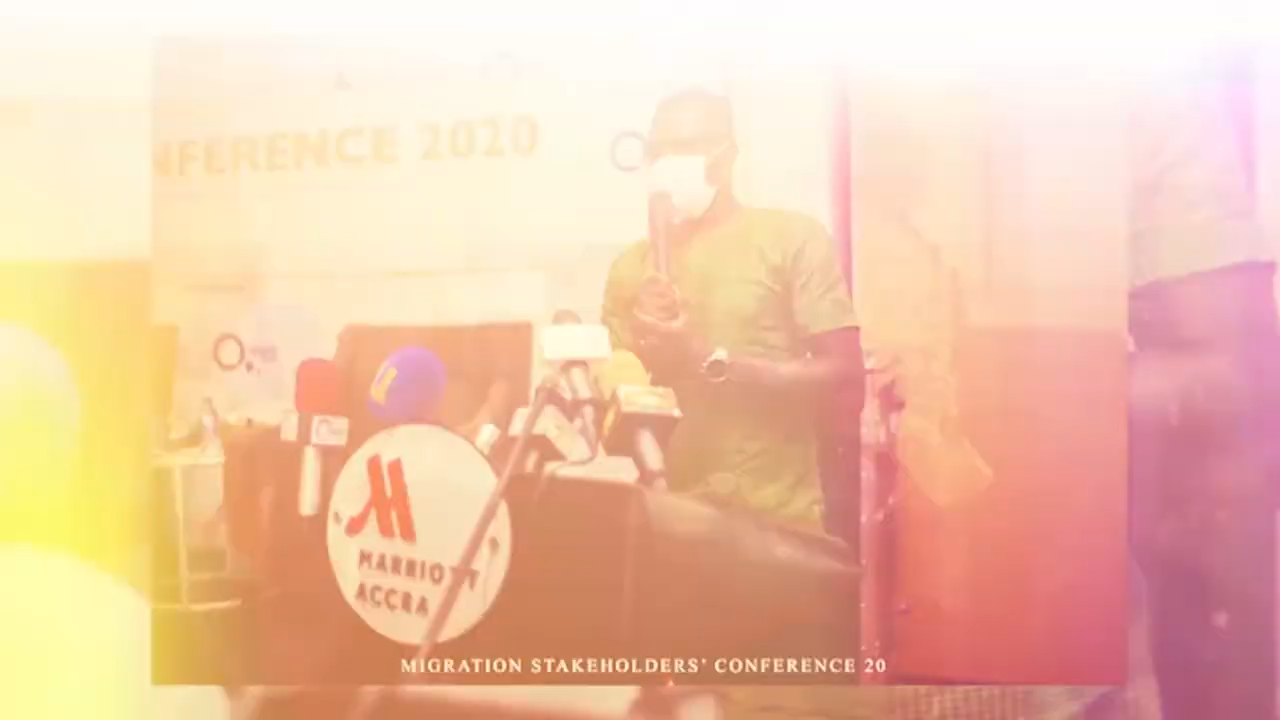 NFERENCE 2020
MARRIOTT
ACCRA
MIGRATION STAKEHOLDERS' CONFERENCE 20